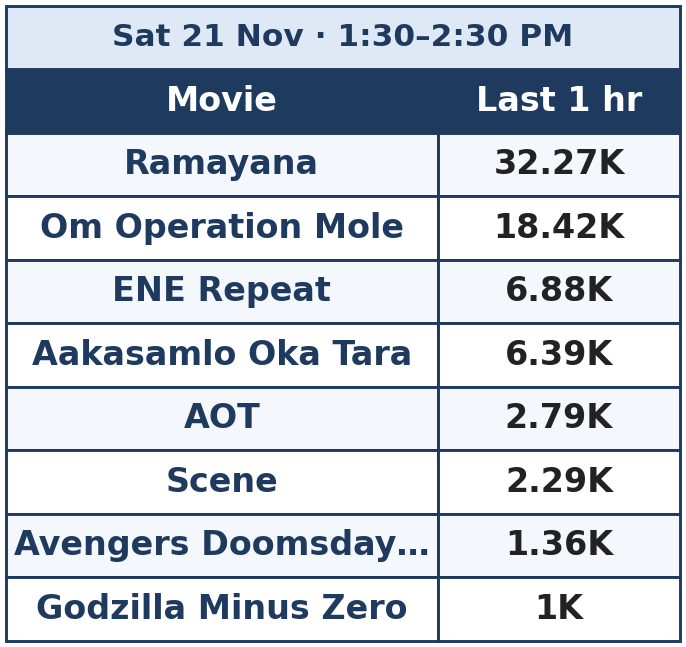 Sat 21 Nov · 1:30–2:30 PM
Movie Last 1 hr
Ramayana 32.27K
Om Operation Mole 18.42K
ENE Repeat 6.88K
Aakasamlo Oka Tara 6.39K
AOT 2.79K
Scene 2.29K
Avengers Doomsday... 1.36K
Godzilla Minus Zero 1K